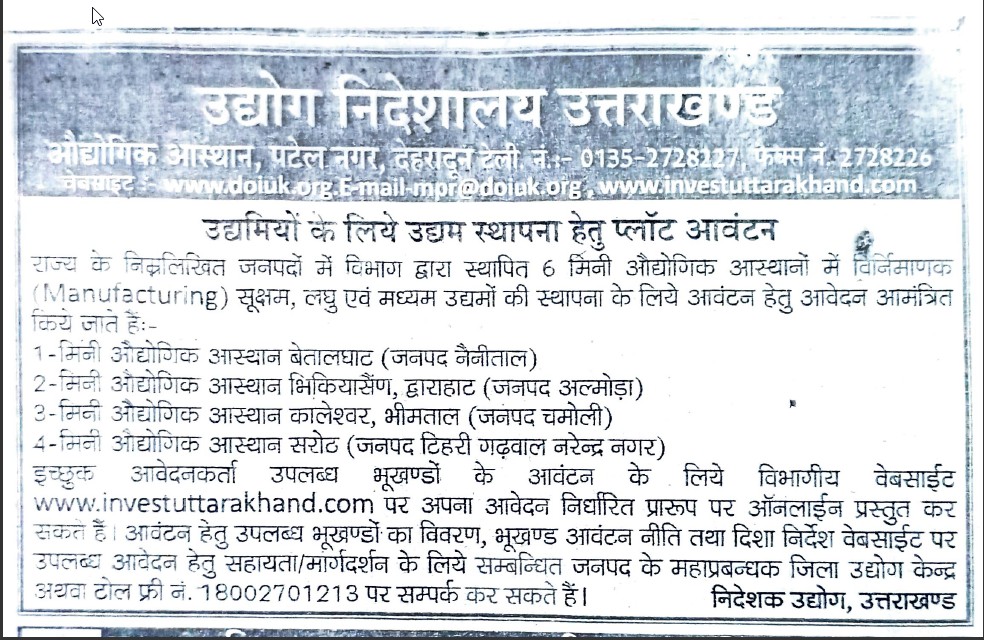 उद्योग निदेशालय उत्तराखण्ड
औद्योगिक आस्थान, पटेल नगर, देहरादून टेली. नं.:- 0135-2728227, फैक्स नं. 2728226
वेबसाइट : www.doiuk.org.E-mail-mpr@doiuk.org , www.investuttarakhand.com
उद्यमियों के लिये उद्यम स्थापना हेतु प्लॉट आवंटन
राज्य के निम्नलिखित जनपदों में विभाग द्वारा स्थापित 6 मिनी औद्योगिक आस्थानों में विर्निमाणक
(Manufacturing) सूक्षम, लघु एवं मध्यम उद्यमों की स्थापना के लिये आवंटन हेतु आवेदन आमंत्रित
किये जाते हैः-
1-मिनी औद्योगिक आस्थान बेतालघाट (जनपद नैनीताल)
2-मिनी औद्योगिक आस्थान भिकियासैंण, द्वाराहाट (जनपद अल्मोड़ा)
3-मिनी औद्योगिक आस्थान कालेश्वर, भीमताल (जनपद चमोली)
4-मिनी औद्योगिक आस्थान सरोट (जनपद टिहरी गढ़वाल नरेन्द्र नगर)
इच्छुक आवेदनकर्ता उपलब्ध भूखण्डों के आवंटन के लिये विभागीय वेबसाईट
www.investuttarakhand.com पर अपना आवेदन निर्धारित प्रारूप पर ऑनलाईन प्रस्तुत कर
सकते हैं। आवंटन हेतु उपलब्ध भूखण्डों का विवरण, भूखण्ड आवंटन नीति तथा दिशा निर्देश वेबसाईट पर
उपलब्ध आवेदन हेतु सहायता/मार्गदर्शन के लिये सम्बन्धित जनपद के महाप्रबन्धक जिला उद्योग केन्द्र
अथवा टोल फ्री नं. 18002701213 पर सम्पर्क कर सकते हैं।
निदेशक उद्योग, उत्तराखण्ड